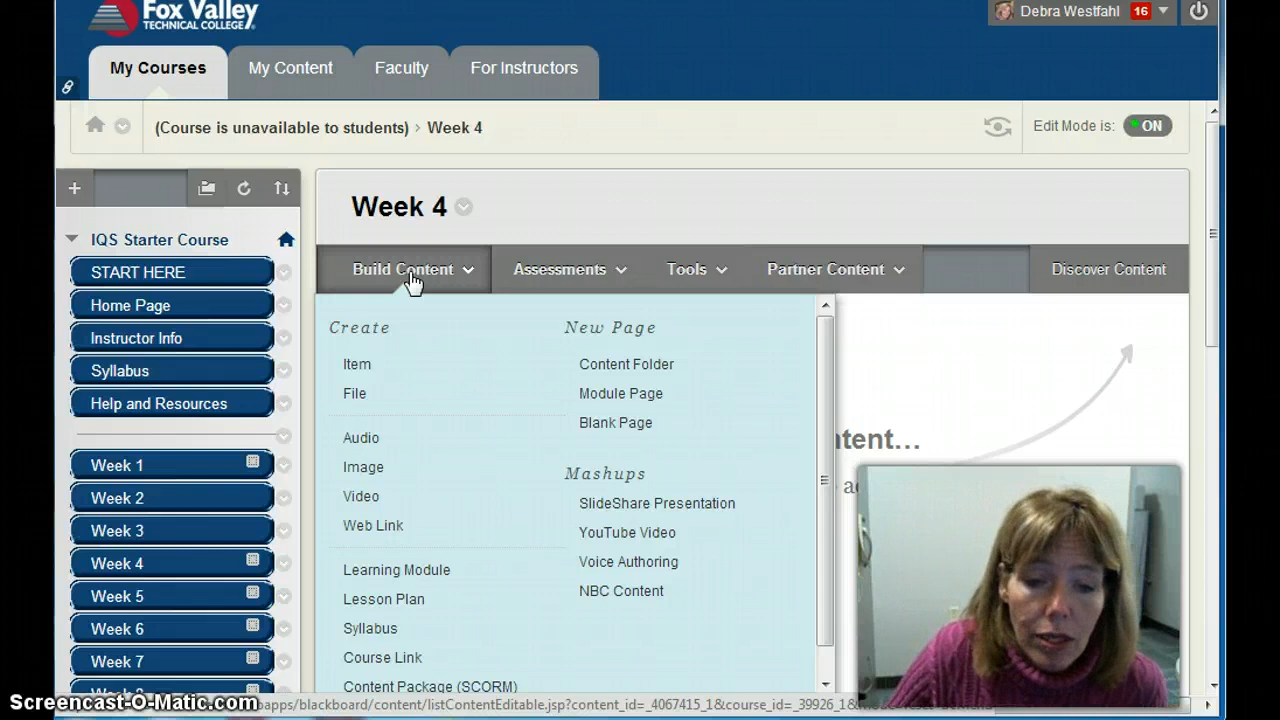 Fox Valley
TECHNICAL COLLEGE
Debra Westfahl 16
My Courses My Content Faculty For Instructors
(Course is unavailable to students) > Week 4 Edit Mode is: ON
Week 4
IQS Starter Course
START HERE
Home Page
Instructor Info
Syllabus
Help and Resources
Week 1
Week 2
Week 3
Week 4
Week 5
Week 6
Week 7
Build Content Assessments Tools Partner Content Discover Content
Create
Item
File
Audio
Image
Video
Web Link
Learning Module
Lesson Plan
Syllabus
Course Link
Content Package (SCORM)
New Page
Content Folder
Module Page
Blank Page
Mashups
SlideShare Presentation
YouTube Video
Voice Authoring
NBC Content
ntent...
Screencast-O-Matic.com
oapps/blackboard/content/listContentEditable.jsp?content_id=_4067415_1&course_id=_39926_1&